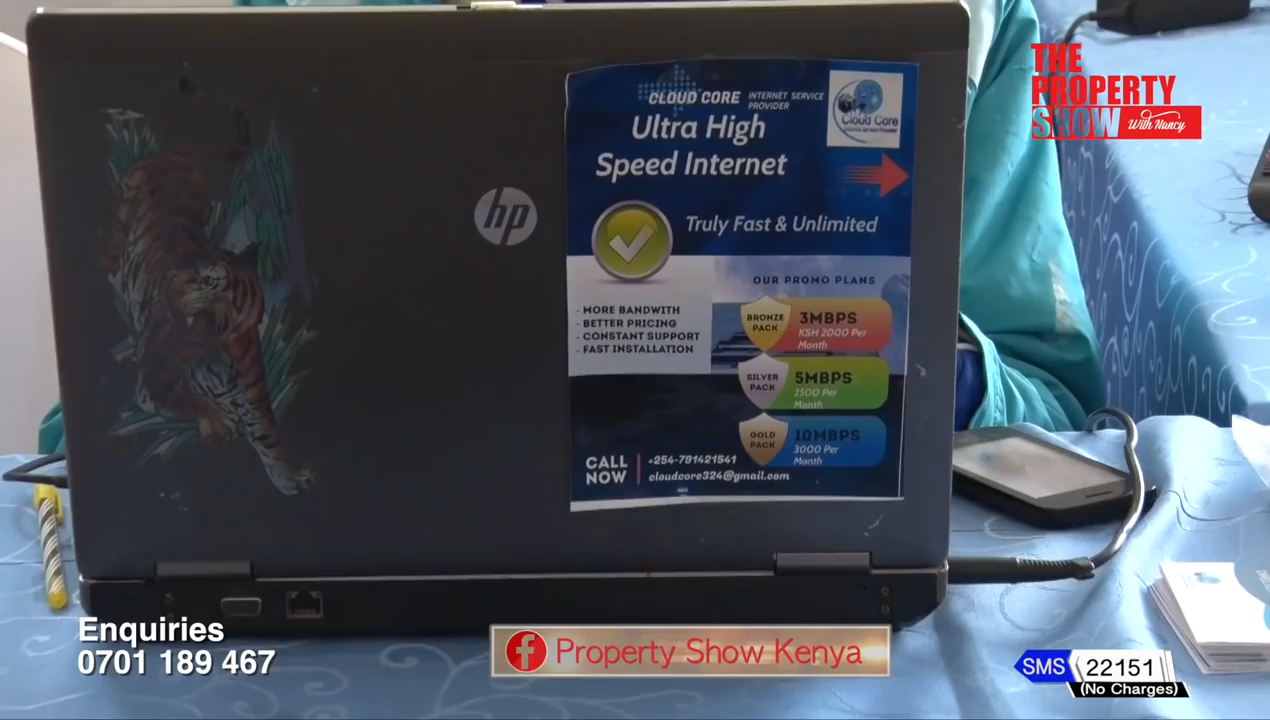 THE
PROPERTY
SHOW With Nancy
hp
CLOUD CORE INTERNET SERVICE
PROVIDER
Cloud Core
Ultra High
Speed Internet
Truly Fast & Unlimited
OUR PROMO PLANS
- MORE BANDWITH
- BETTER PRICING
- CONSTANT SUPPORT
- FAST INSTALLATION
BRONZE
PACK
3MBPS
KSH 2000 Per
Month
SILVER
PACK
5MBPS
2500 Per
Month
GOLD
PACK
10MBPS
3000 Per
Month
CALL
NOW
+254-791421541
cloudcore324@gmail.com
Enquiries
0701 189 467
Property Show Kenya
SMS 22151
(No Charges)